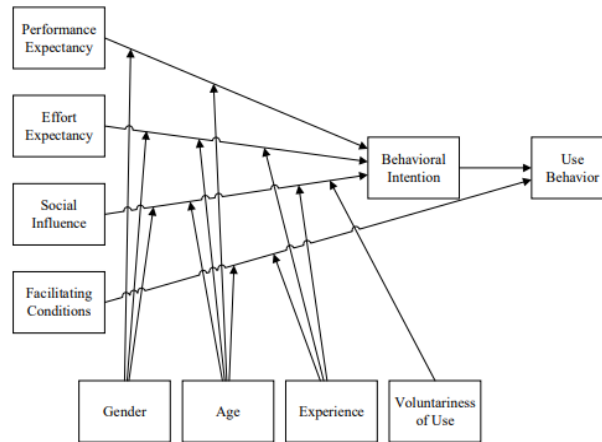 Performance
Expectancy
Effort
Expectancy
Social
Influence
Facilitating
Conditions
Behavioral
Intention
Use
Behavior
Gender
Age
Experience
Voluntariness
of Use